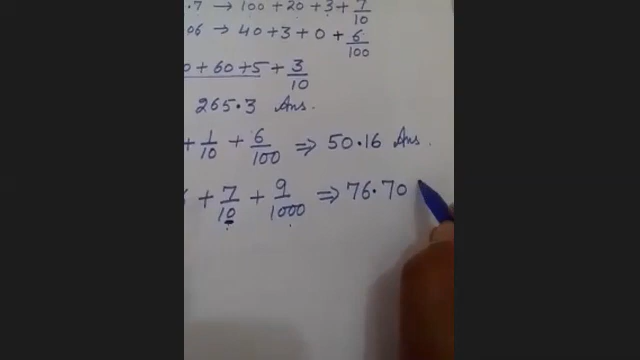 .7 → 100 + 20 + 3 + 7/10
06 → 40 + 3 + 0 + 6/100
0 + 60 + 5 + 3/10
265.3 Ans.
+ 1/10 + 6/100 ⇒ 50.16 Ans.
+ 7/10 + 9/1000 ⇒ 76.70